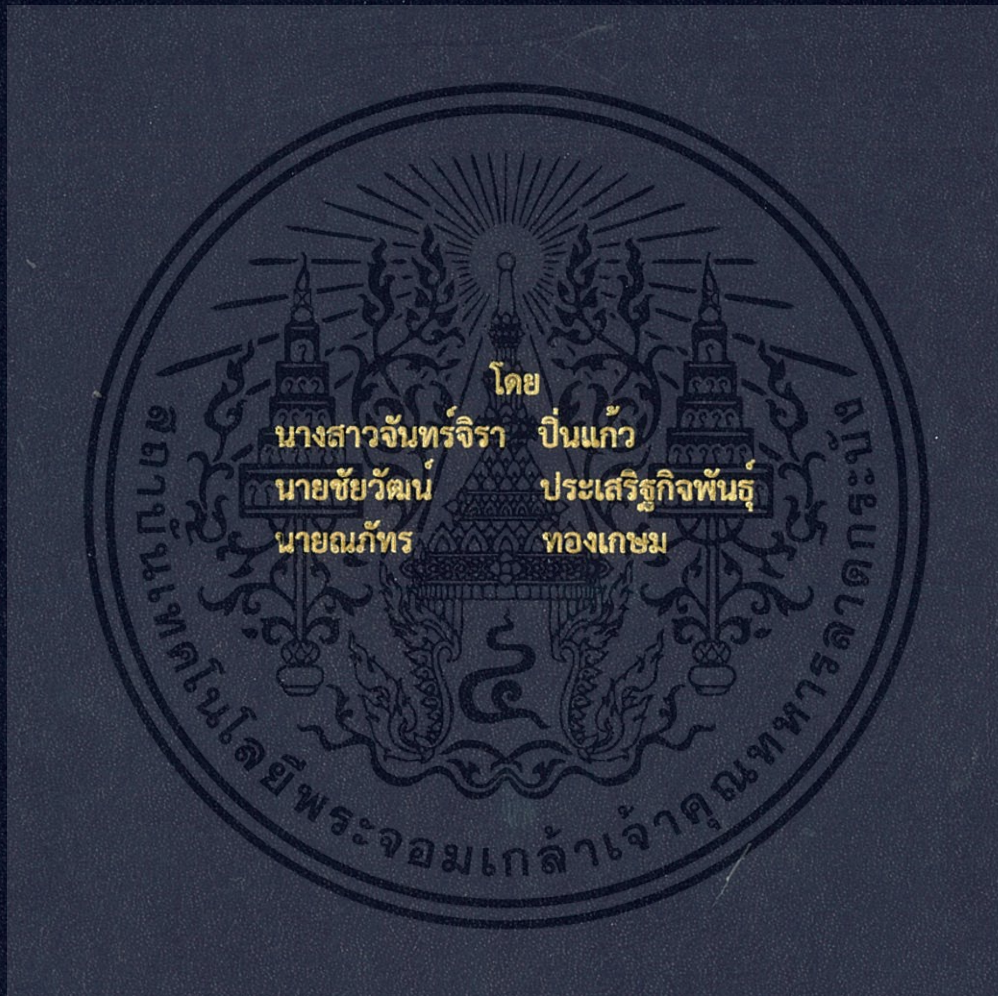 โดย
นางสาวจันทร์จิรา ปิ่นแก้ว
นายชัยวัฒน์ ประเสริฐกิจพันธุ์
นายณภัทร ทองเกษม
๔
สถาบันเทคโนโลยีพระจอมเกล้าเจ้าคุณทหารลาดกระบัง